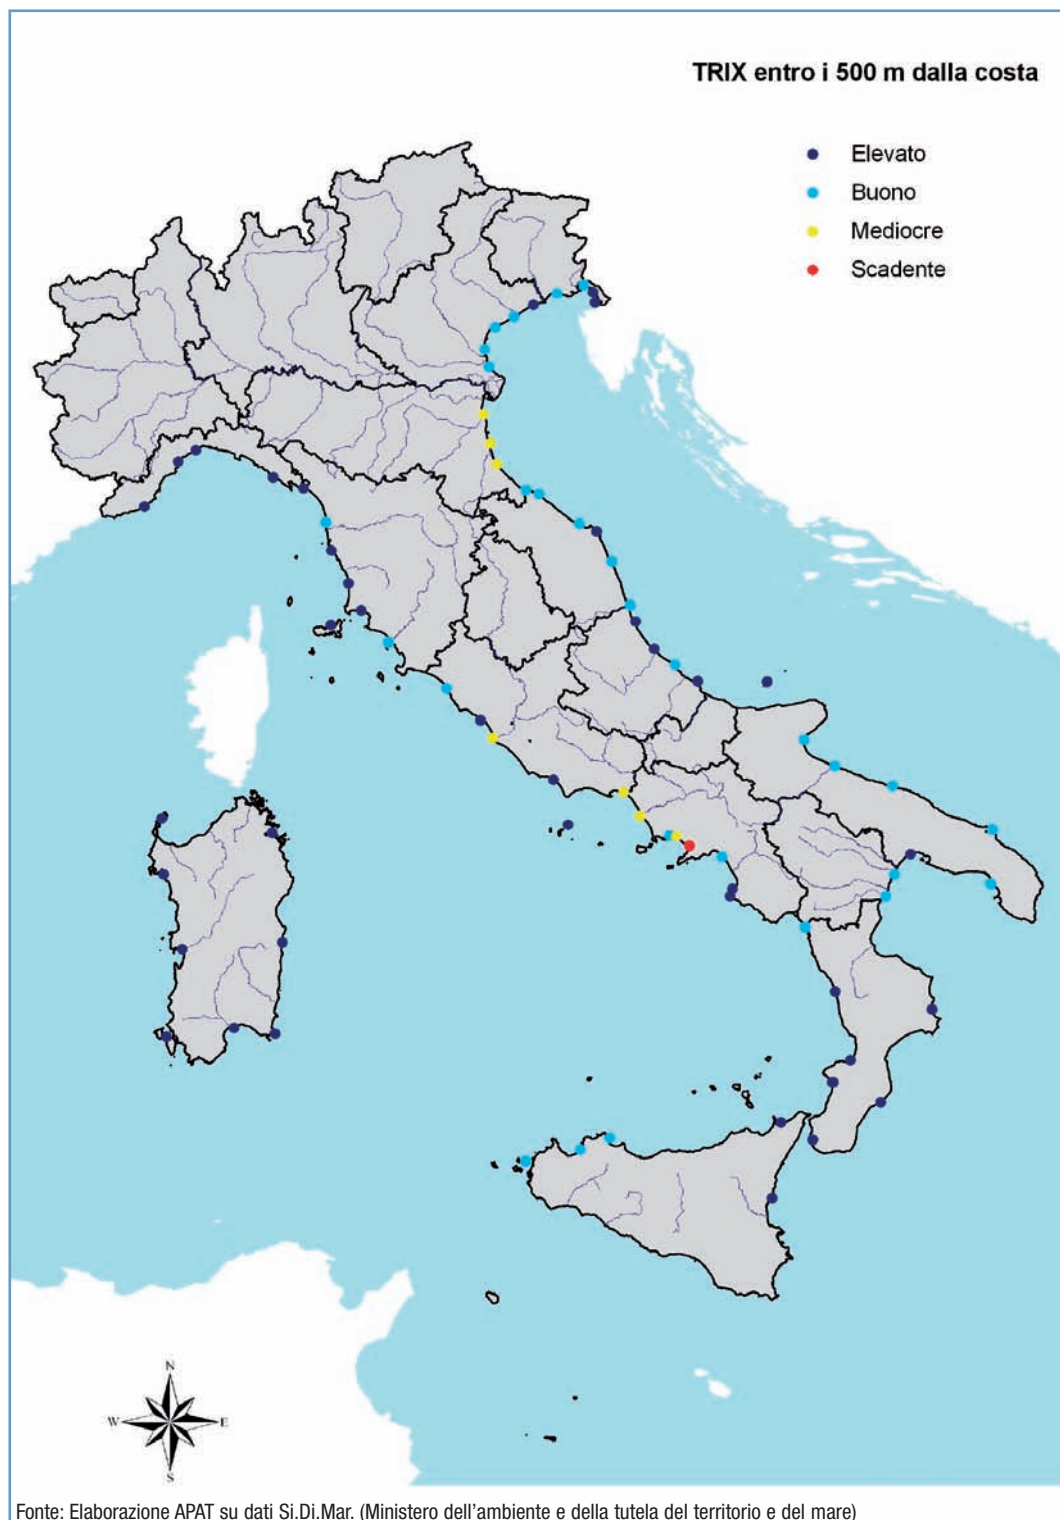 TRIX entro i 500 m dalla costa
Elevato
Buono
Mediocre
Scadente
N
W E
S
Fonte: Elaborazione APAT su dati Si.Di.Mar. (Ministero dell'ambiente e della tutela del territorio e del mare)